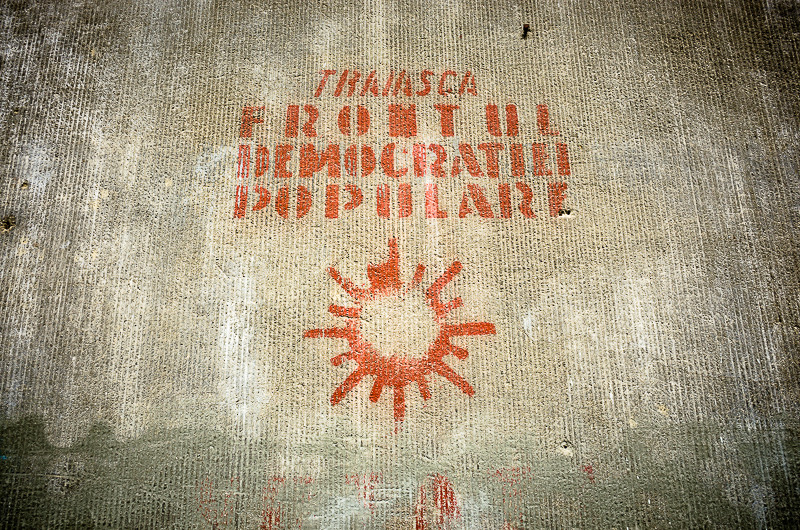 TRAIASCA
FRONTUL
DEMOCRATIEI
POPULARE